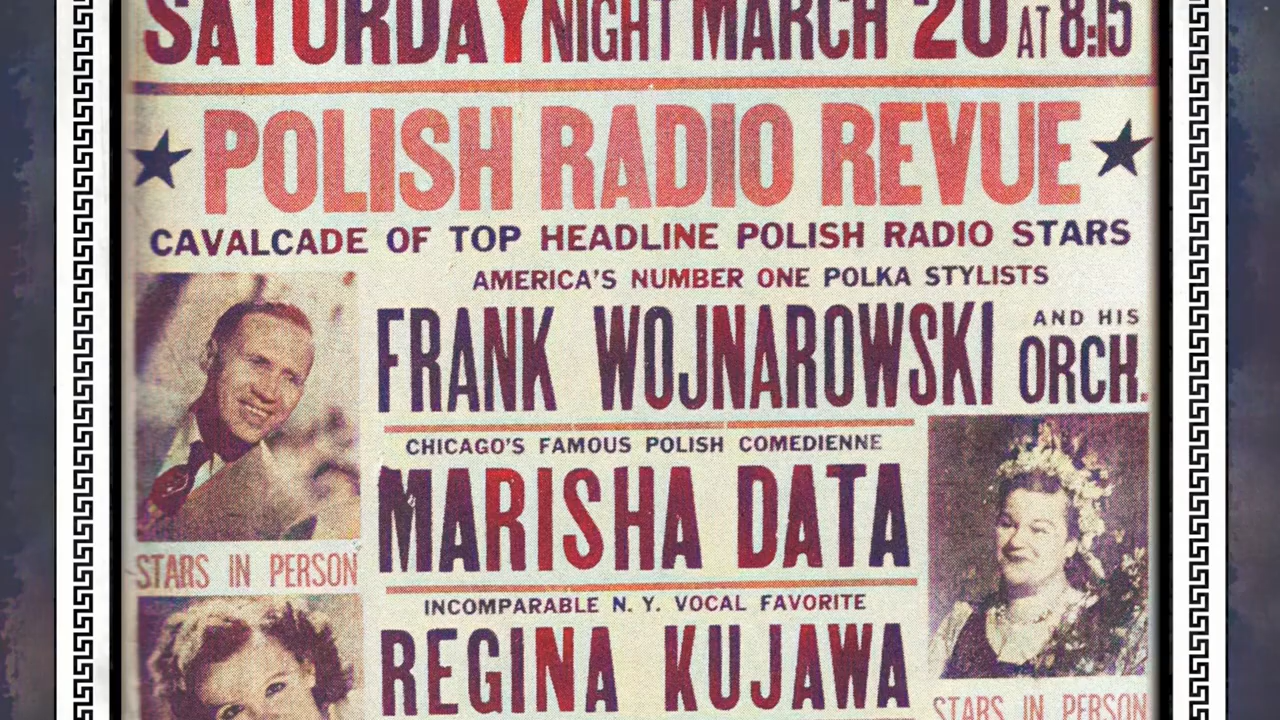 SATURDAY NIGHT MARCH 20 AT 8:15
POLISH RADIO REVUE
CAVALCADE OF TOP HEADLINE POLISH RADIO STARS
AMERICA'S NUMBER ONE POLKA STYLISTS
FRANK WOJNAROWSKI AND HIS ORCH.
CHICAGO'S FAMOUS POLISH COMEDIENNE
MARISHA DATA
STARS IN PERSON
INCOMPARABLE N. Y. VOCAL FAVORITE
REGINA KUJAWA
STARS IN PERSON